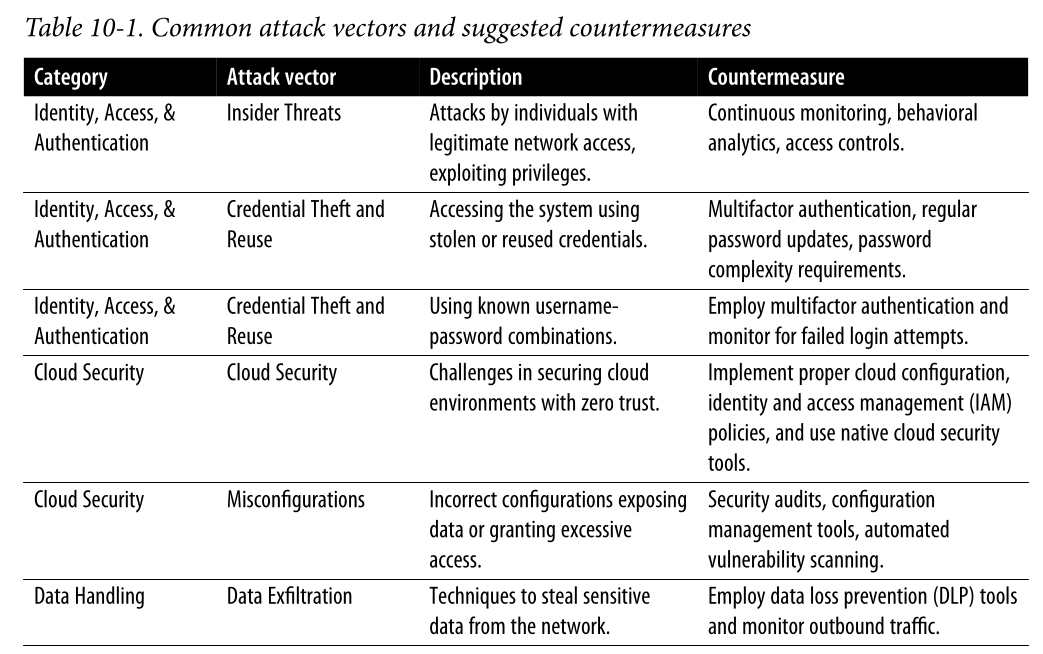 Table 10-1. Common attack vectors and suggested countermeasures
Category Attack vector Description Countermeasure
Identity, Access, & Insider Threats Attacks by individuals with Continuous monitoring, behavioral
Authentication legitimate network access, analytics, access controls.
exploiting privileges.
Identity, Access, & Credential Theft and Accessing the system using Multifactor authentication, regular
Authentication Reuse stolen or reused credentials. password updates, password
complexity requirements.
Identity, Access, & Credential Theft and Using known username- Employ multifactor authentication and
Authentication Reuse password combinations. monitor for failed login attempts.
Cloud Security Cloud Security Challenges in securing cloud Implement proper cloud configuration,
environments with zero trust. identity and access management (IAM)
policies, and use native cloud security
tools.
Cloud Security Misconfigurations Incorrect configurations exposing Security audits, configuration
data or granting excessive management tools, automated
access. vulnerability scanning.
Data Handling Data Exfiltration Techniques to steal sensitive Employ data loss prevention (DLP) tools
data from the network. and monitor outbound traffic.